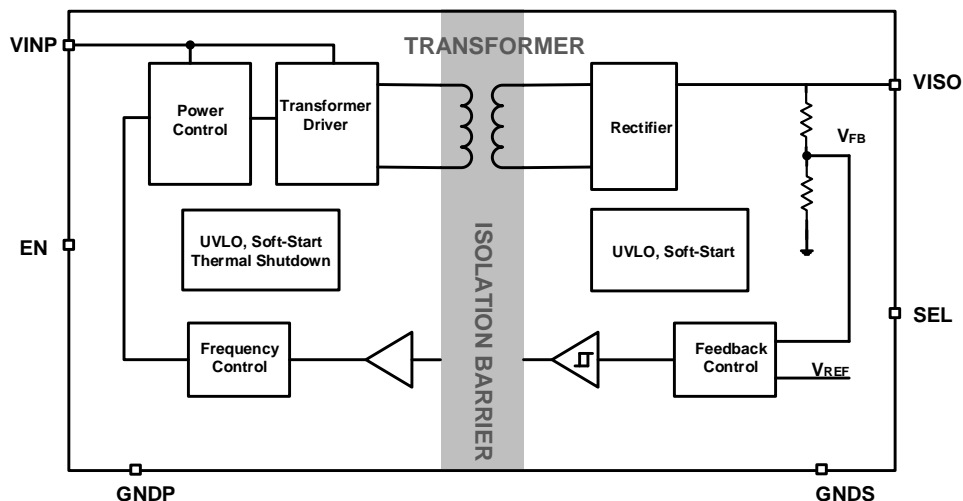 VINP
TRANSFORMER
VISO
Power
Control
Transformer
Driver
Rectifier
VFB
EN
UVLO, Soft-Start
Thermal Shutdown
ISOLATION BARRIER
UVLO, Soft-Start
SEL
Frequency
Control
Feedback
Control
VREF
GNDP
GNDS